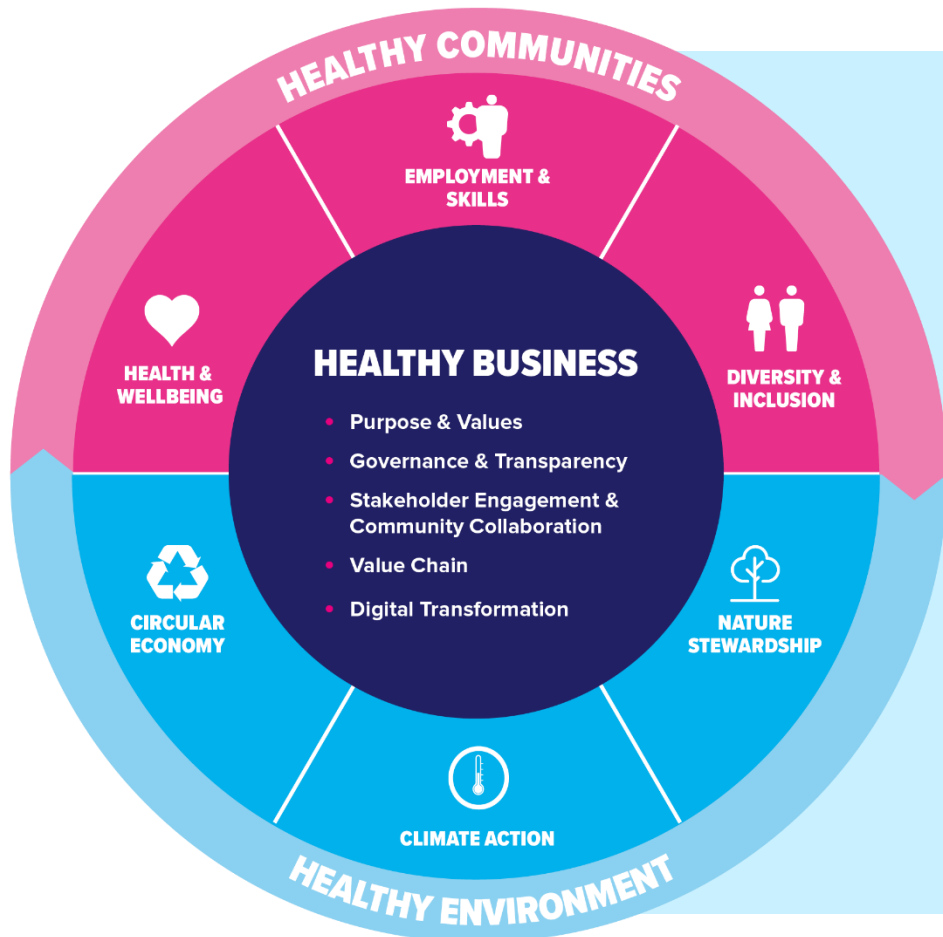 HEALTHY COMMUNITIES
EMPLOYMENT &
SKILLS
HEALTH &
WELLBEING
DIVERSITY &
INCLUSION
HEALTHY BUSINESS
• Purpose & Values
• Governance & Transparency
• Stakeholder Engagement &
Community Collaboration
• Value Chain
• Digital Transformation
CIRCULAR
ECONOMY
NATURE
STEWARDSHIP
CLIMATE ACTION
HEALTHY ENVIRONMENT